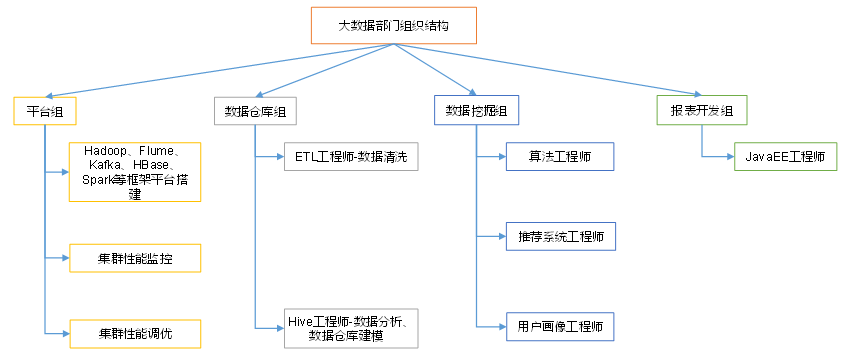 大数据部门组织结构
平台组
数据仓库组
数据挖掘组
报表开发组
Hadoop、Flume、
Kafka、HBase、
Spark等框架平台搭
建
ETL工程师-数据清洗
算法工程师
JavaEE工程师
集群性能监控
推荐系统工程师
集群性能调优
Hive工程师-数据分析、
数据仓库建模
用户画像工程师